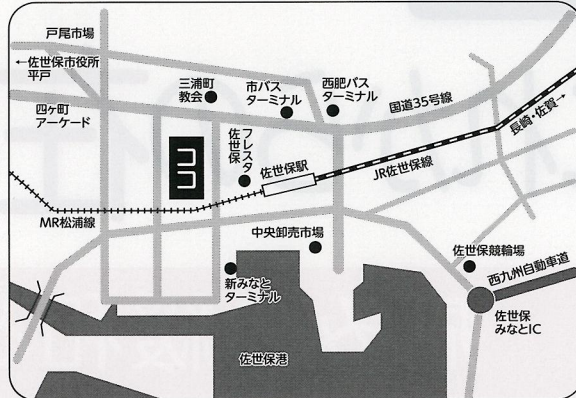 戸尾市場
←佐世保市役所
平戸
四ヶ町
アーケード
三浦町
教会
市バス
ターミナル
西肥バス
ターミナル
国道35号線
長崎・佐賀→
ココ
フレスタ
佐世保
佐世保駅
JR佐世保線
MR松浦線
中央卸売市場
新みなと
ターミナル
佐世保競輪場
西九州自動車道
佐世保
みなとIC
佐世保港